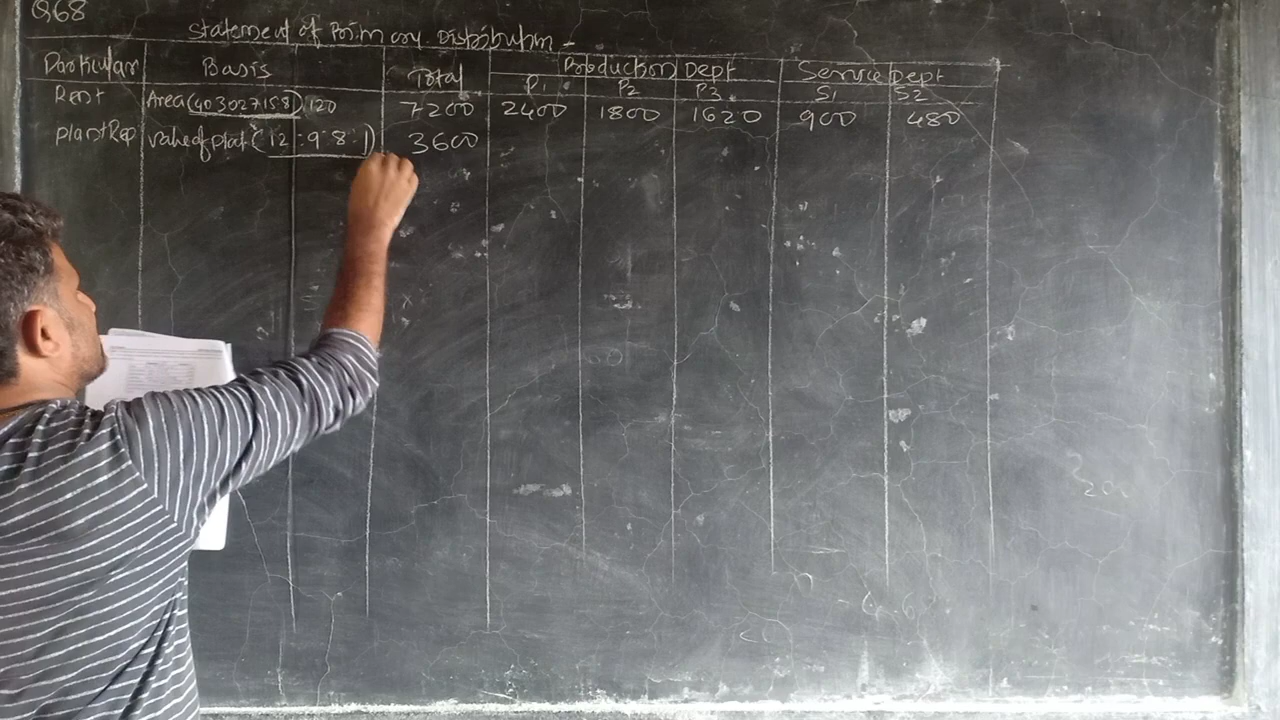 Q68
Statement of Primary Distribution -
Particular Basis Total Production Dept Service Dept
P1 P2 P3 S1 S2
Rent Area (40 30 27 15 8) 120 7200 2400 1800 1620 900 480
plant Rep value of plat (12 : 9 8 : 1) 3600